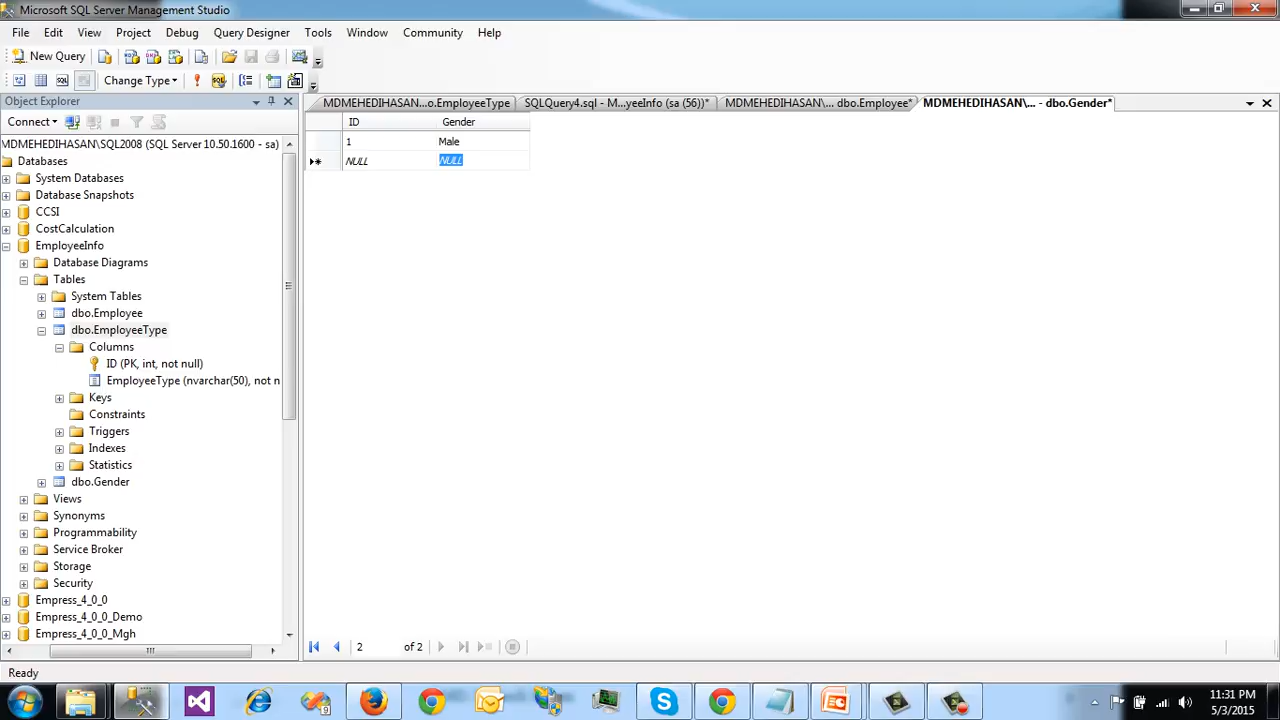 Microsoft SQL Server Management Studio
File Edit View Project Debug Query Designer Tools Window Community Help
New Query
Change Type
Object Explorer
MDMEHEDIHASAN...o.EmployeeType SQLQuery4.sql - M...yeeInfo (sa (56))* MDMEHEDIHASAN\... dbo.Employee* MDMEHEDIHASAN\... - dbo.Gender*
Connect
ID Gender
1 Male
NULL NULL
MDMEHEDIHASAN\SQL2008 (SQL Server 10.50.1600 - sa)
Databases
System Databases
Database Snapshots
CCSI
CostCalculation
EmployeeInfo
Database Diagrams
Tables
System Tables
dbo.Employee
dbo.EmployeeType
Columns
ID (PK, int, not null)
EmployeeType (nvarchar(50), not n
Keys
Constraints
Triggers
Indexes
Statistics
dbo.Gender
Views
Synonyms
Programmability
Service Broker
Storage
Security
Empress_4_0_0
Empress_4_0_0_Demo
Empress_4_0_0_Mgh
2 of 2
Ready
11:31 PM
5/3/2015